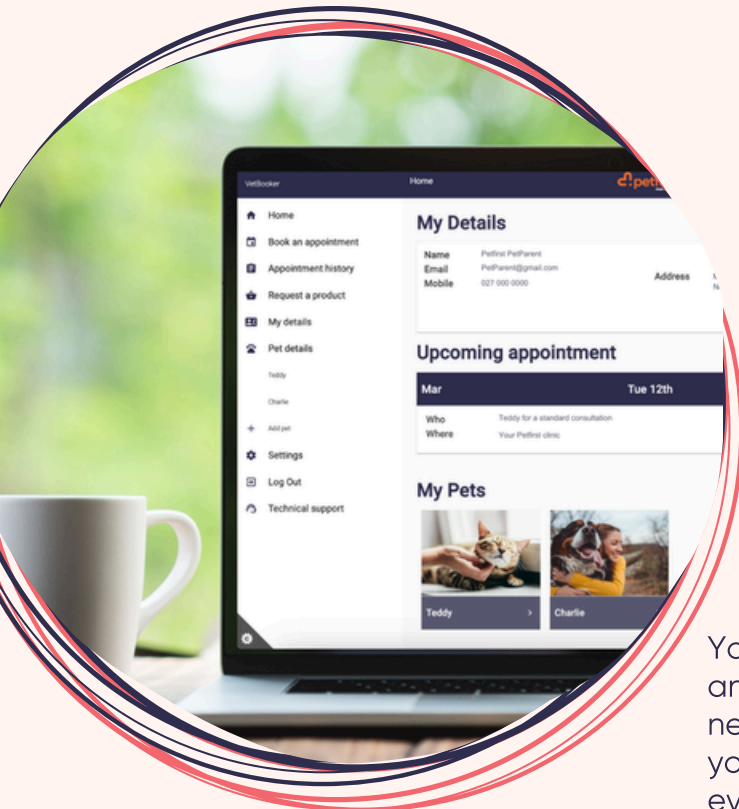 VetBooker
Home
Home
Book an appointment
Appointment history
Request a product
My details
Pet details
Teddy
Charlie
Add pet
Settings
Log Out
Technical support
My Details
Name Petfirst PetParent
Email PetParent@gmail.com
Mobile 027 000 0000
Address
Upcoming appointment
Mar Tue 12th
Who Teddy for a standard consultation
Where Your Petfirst clinic
My Pets
Teddy
Charlie